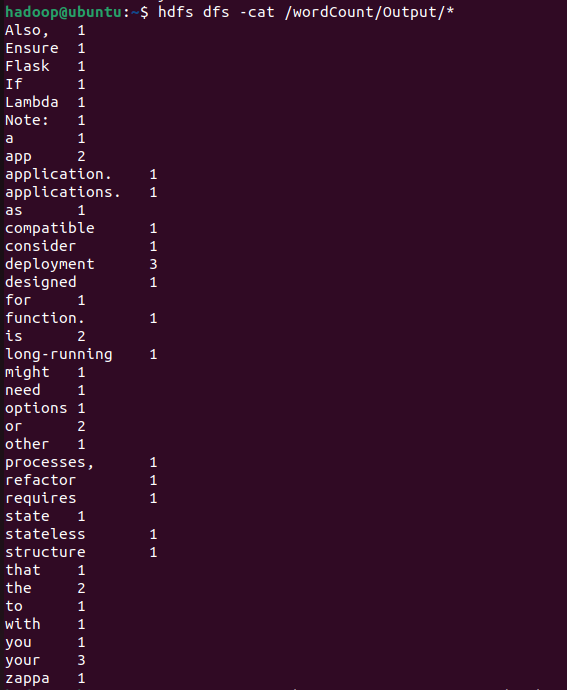 hadoop@ubuntu:~$ hdfs dfs -cat /wordCount/Output/*
Also,	1
Ensure	1
Flask	1
If	1
Lambda	1
Note:	1
a	1
app	2
application.	1
applications.	1
as	1
compatible	1
consider	1
deployment	3
designed	1
for	1
function.	1
is	2
long-running	1
might	1
need	1
options	1
or	2
other	1
processes,	1
refactor	1
requires	1
state	1
stateless	1
structure	1
that	1
the	2
to	1
with	1
you	1
your	3
zappa	1